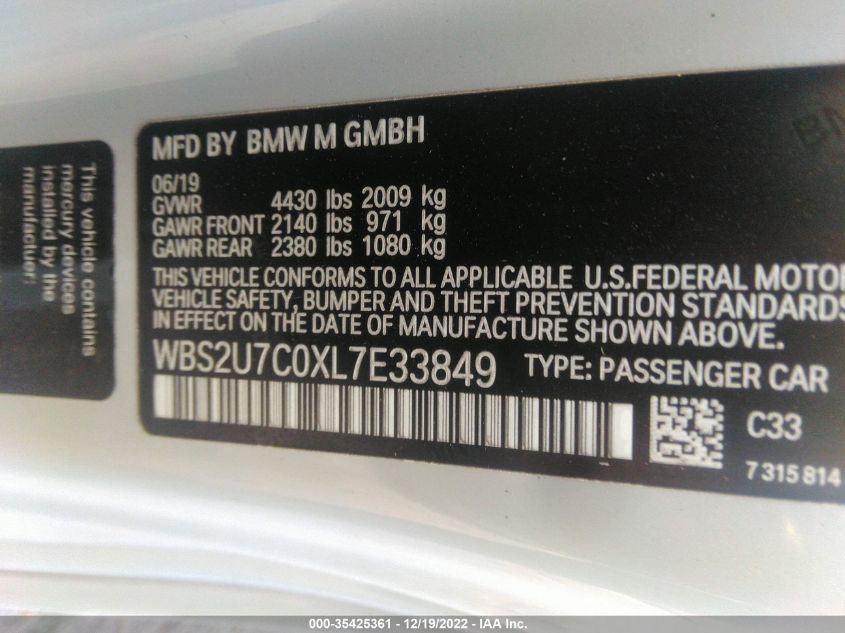 MFD BY BMW M GMBH
06/19
GVWR 4430 lbs 2009 kg
GAWR FRONT 2140 lbs 971 kg
GAWR REAR 2380 lbs 1080 kg
THIS VEHICLE CONFORMS TO ALL APPLICABLE U.S.FEDERAL MOTOR
VEHICLE SAFETY, BUMPER AND THEFT PREVENTION STANDARDS
IN EFFECT ON THE DATE OF MANUFACTURE SHOWN ABOVE.
WBS2U7C0XL7E33849 TYPE: PASSENGER CAR
C33
7 315 814
This vehicle contains
mercury devices
installed by the
manufacturer:
000-35425361 - 12/19/2022 - IAA Inc.